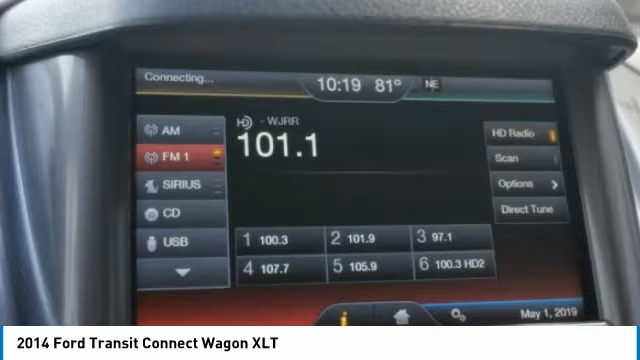 Connecting...
10:19 81° NE
AM
FM 1
SIRIUS
CD
USB
HD - WJRR
101.1
HD Radio
Scan
Options
Direct Tune
1 100.3 2 101.9 3 97.1
4 107.7 5 105.9 6 100.3 HD2
i
May 1, 2019
2014 Ford Transit Connect Wagon XLT